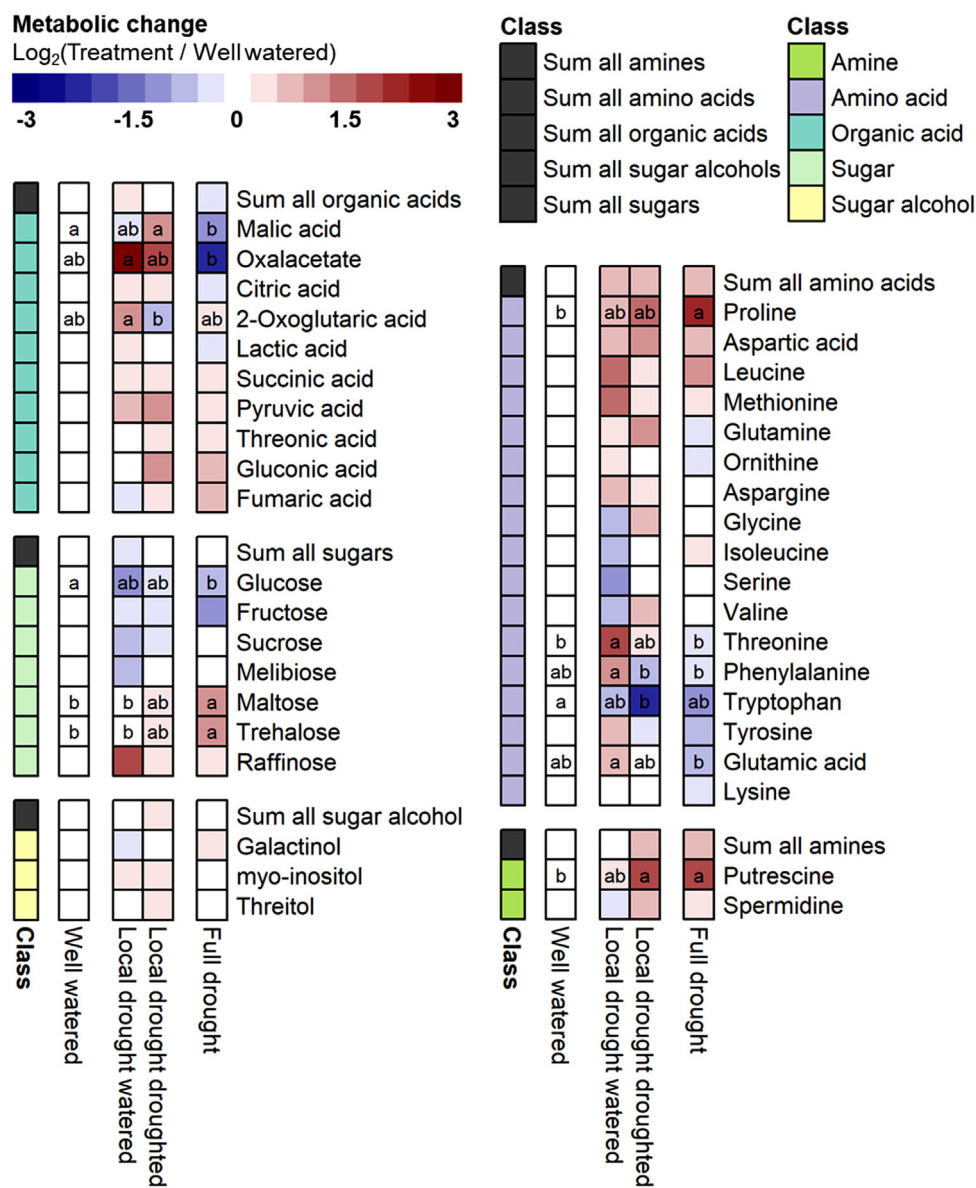 Metabolic change
Log2(Treatment / Well watered)
-3 -1.5 0 1.5 3
Class
Sum all amines
Sum all amino acids
Sum all organic acids
Sum all sugar alcohols
Sum all sugars
Class
Amine
Amino acid
Organic acid
Sugar
Sugar alcohol
Sum all organic acids
a ab a b Malic acid
ab a ab b Oxalacetate
Citric acid
ab a b ab 2-Oxoglutaric acid
Lactic acid
Succinic acid
Pyruvic acid
Threonic acid
Gluconic acid
Fumaric acid
Sum all sugars
a ab ab b Glucose
Fructose
Sucrose
Melibiose
b b ab a Maltose
b b ab a Trehalose
Raffinose
Sum all sugar alcohol
Galactinol
myo-inositol
Threitol
Class
Well watered
Local drought watered
Local drought droughted
Full drought
Sum all amino acids
b ab ab a Proline
Aspartic acid
Leucine
Methionine
Glutamine
Ornithine
Aspargine
Glycine
Isoleucine
Serine
Valine
b a ab b Threonine
ab a b b Phenylalanine
a ab b ab Tryptophan
Tyrosine
ab a ab b Glutamic acid
Lysine
Sum all amines
b ab a a Putrescine
Spermidine
Class
Well watered
Local drought watered
Local drought droughted
Full drought